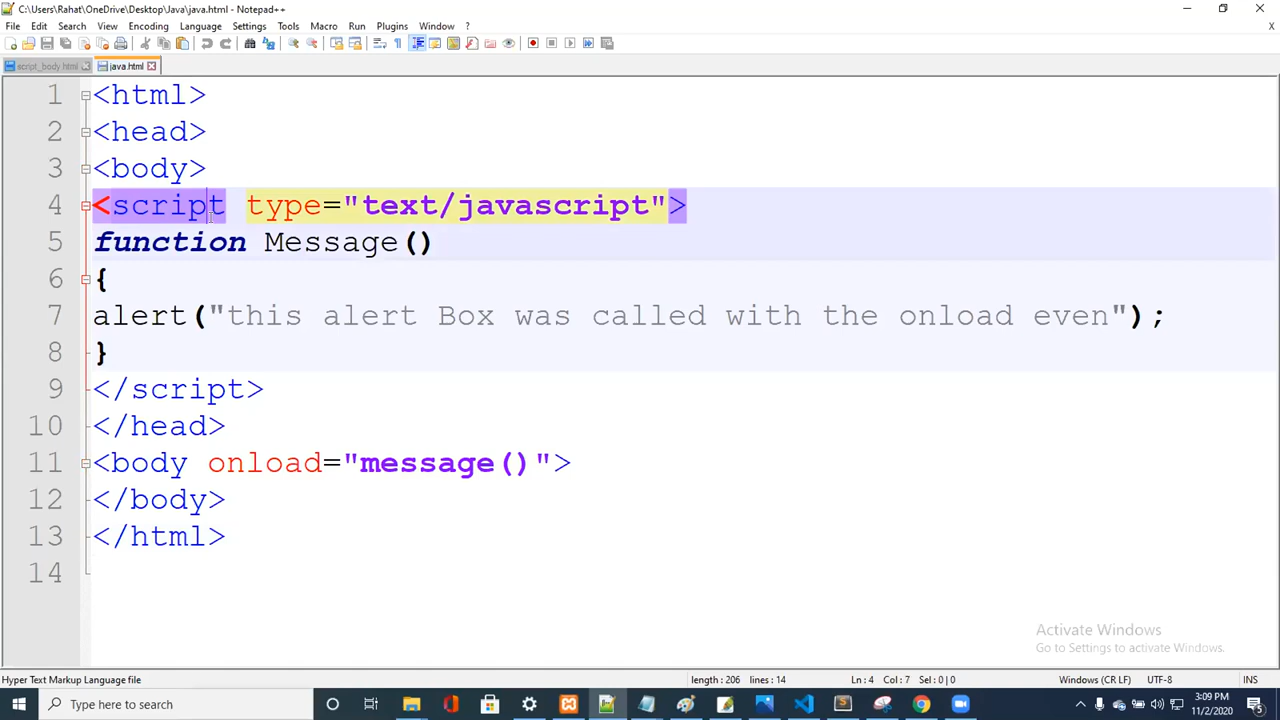 C:\Users\Rahat\OneDrive\Desktop\Java\java.html - Notepad++
File Edit Search View Encoding Language Settings Tools Macro Run Plugins Window ?
script_body.html java.html
1 <html>
2 <head>
3 <body>
4 <script type="text/javascript">
5 function Message()
6 {
7 alert("this alert Box was called with the onload even");
8 }
9 </script>
10 </head>
11 <body onload="message()">
12 </body>
13 </html>
14
Activate Windows
Go to Settings to activate Windows.
Hyper Text Markup Language file length : 206 lines : 14 Ln : 4 Col : 7 Sel : 0 | 0 Windows (CR LF) UTF-8 INS
Type here to search
3:09 PM
11/2/2020